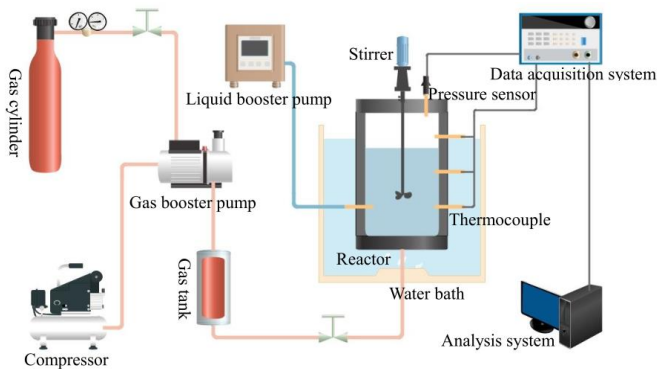 Gas cylinder
Stirrer
Data acquisition system
Liquid booster pump
Pressure sensor
Gas booster pump
Thermocouple
Gas tank
Reactor
Water bath
Compressor
Analysis system